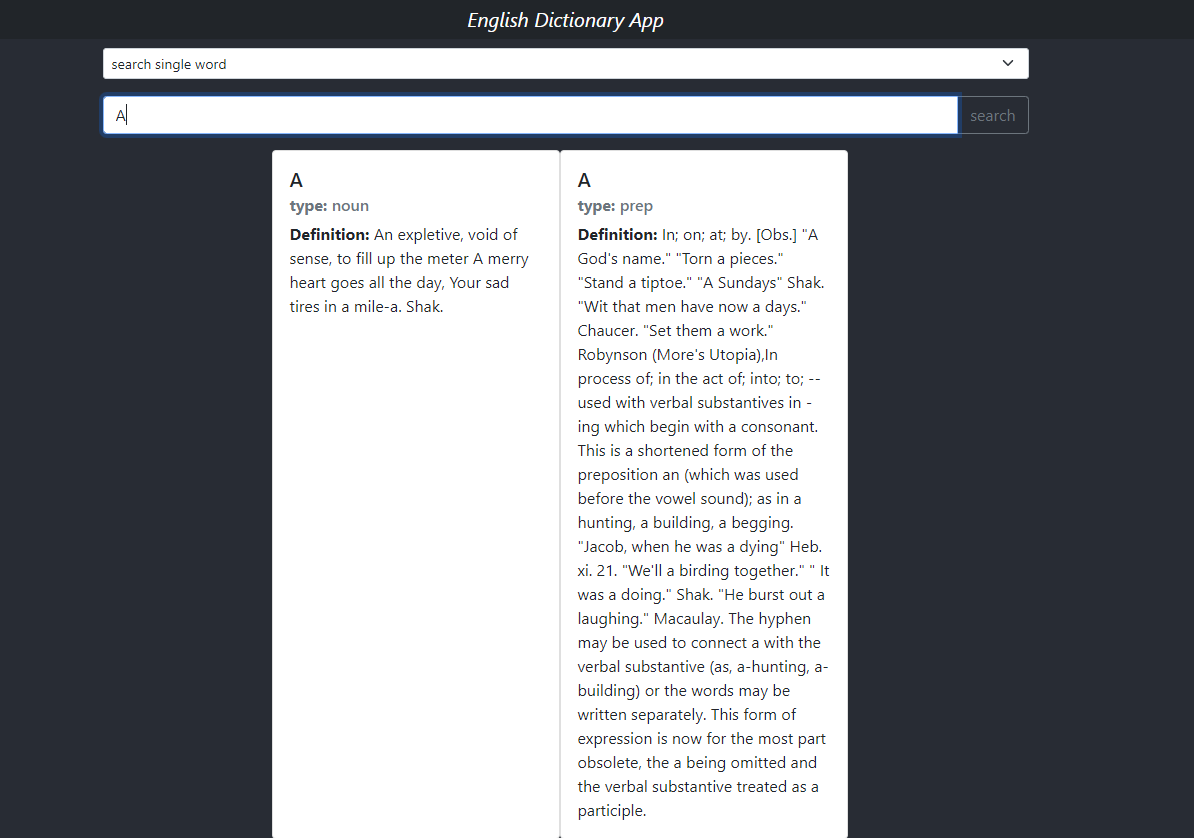 English Dictionary App
search single word
A
search
A
type: noun
Definition: An expletive, void of
sense, to fill up the meter A merry
heart goes all the day, Your sad
tires in a mile-a. Shak.
A
type: prep
Definition: In; on; at; by. [Obs.] "A
God's name." "Torn a pieces."
"Stand a tiptoe." "A Sundays" Shak.
"Wit that men have now a days."
Chaucer. "Set them a work."
Robynson (More's Utopia),In
process of; in the act of; into; to; --
used with verbal substantives in -
ing which begin with a consonant.
This is a shortened form of the
preposition an (which was used
before the vowel sound); as in a
hunting, a building, a begging.
"Jacob, when he was a dying" Heb.
xi. 21. "We'll a birding together." " It
was a doing." Shak. "He burst out a
laughing." Macaulay. The hyphen
may be used to connect a with the
verbal substantive (as, a-hunting, a-
building) or the words may be
written separately. This form of
expression is now for the most part
obsolete, the a being omitted and
the verbal substantive treated as a
participle.